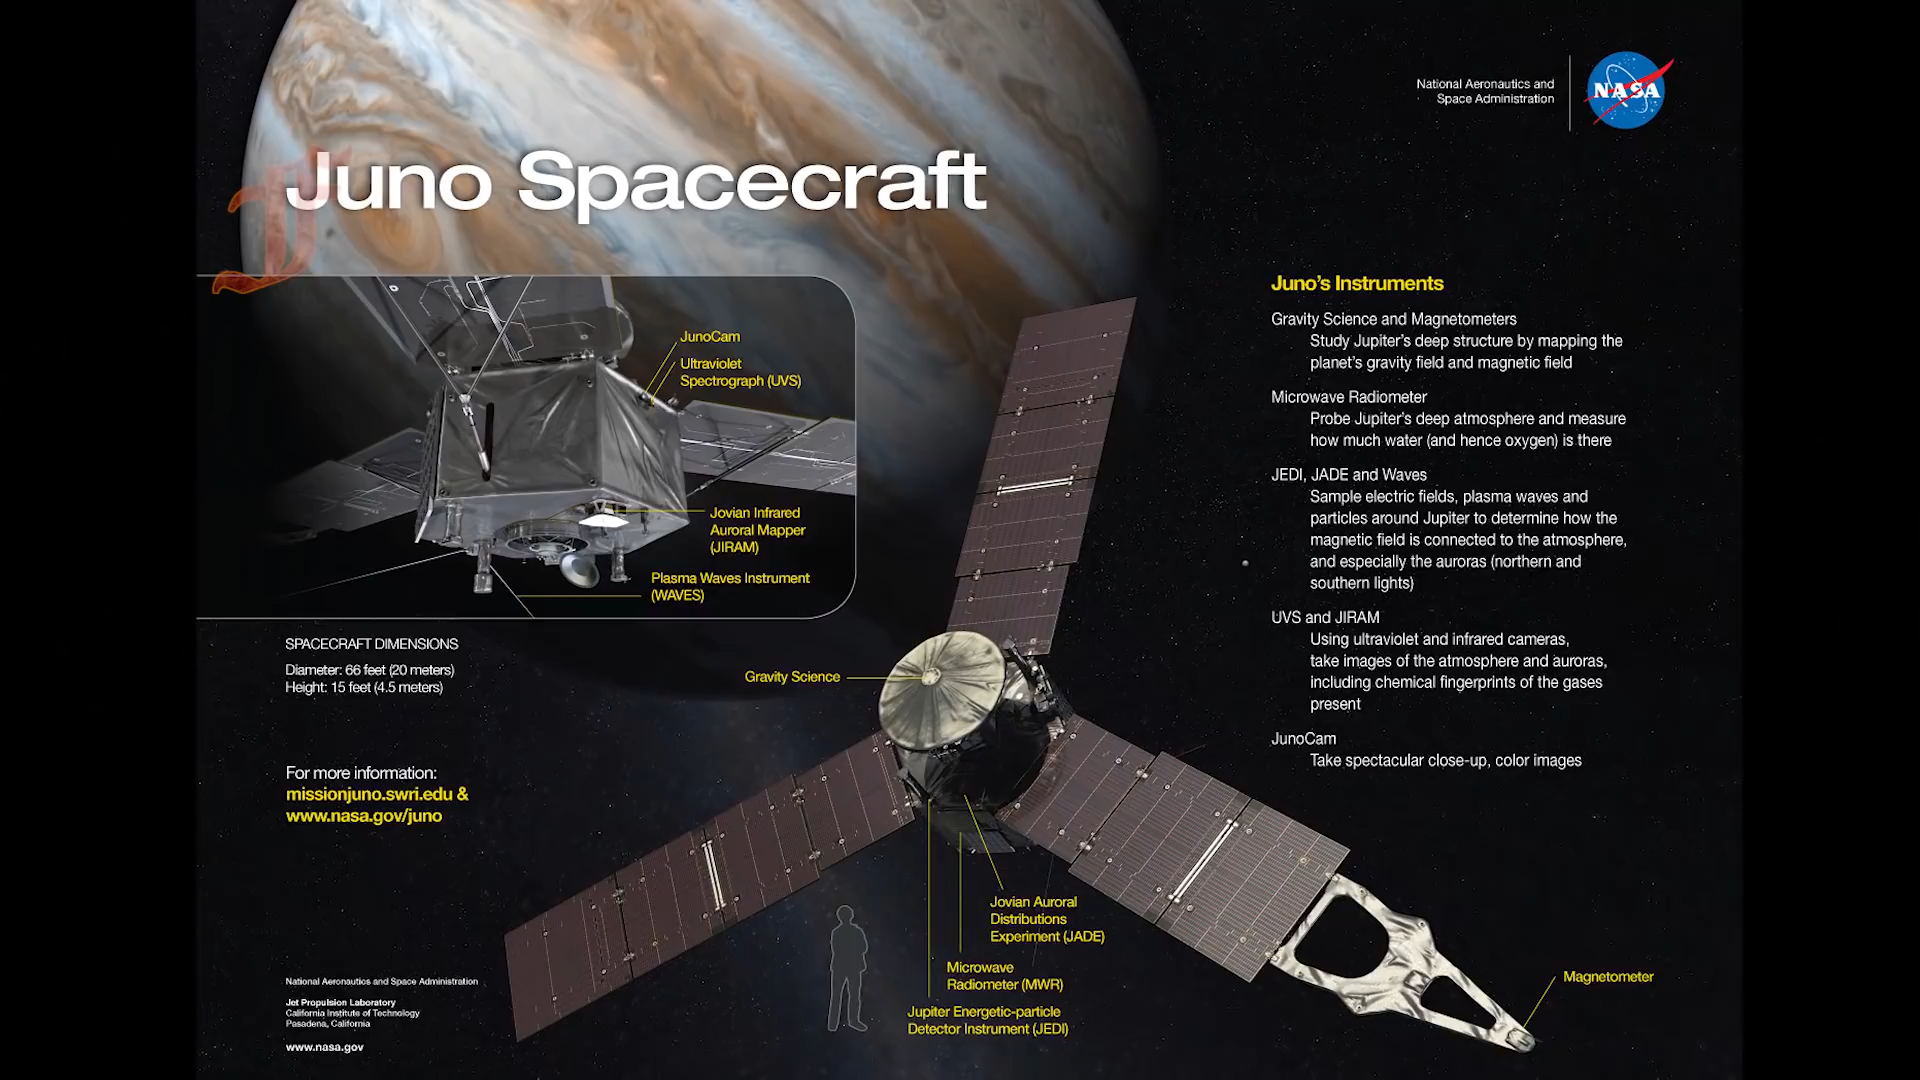 National Aeronautics and
Space Administration
NASA
Juno Spacecraft
JunoCam
Ultraviolet
Spectrograph (UVS)
Jovian Infrared
Auroral Mapper
(JIRAM)
Plasma Waves Instrument
(WAVES)
SPACECRAFT DIMENSIONS
Diameter: 66 feet (20 meters)
Height: 15 feet (4.5 meters)
For more information:
missionjuno.swri.edu &
www.nasa.gov/juno
National Aeronautics and Space Administration
Jet Propulsion Laboratory
California Institute of Technology
Pasadena, California
www.nasa.gov
Gravity Science
Jovian Auroral
Distributions
Experiment (JADE)
Microwave
Radiometer (MWR)
Jupiter Energetic-particle
Detector Instrument (JEDI)
Magnetometer
Juno's Instruments
Gravity Science and Magnetometers
Study Jupiter's deep structure by mapping the
planet's gravity field and magnetic field
Microwave Radiometer
Probe Jupiter's deep atmosphere and measure
how much water (and hence oxygen) is there
JEDI, JADE and Waves
Sample electric fields, plasma waves and
particles around Jupiter to determine how the
magnetic field is connected to the atmosphere,
and especially the auroras (northern and
southern lights)
UVS and JIRAM
Using ultraviolet and infrared cameras,
take images of the atmosphere and auroras,
including chemical fingerprints of the gases
present
JunoCam
Take spectacular close-up, color images